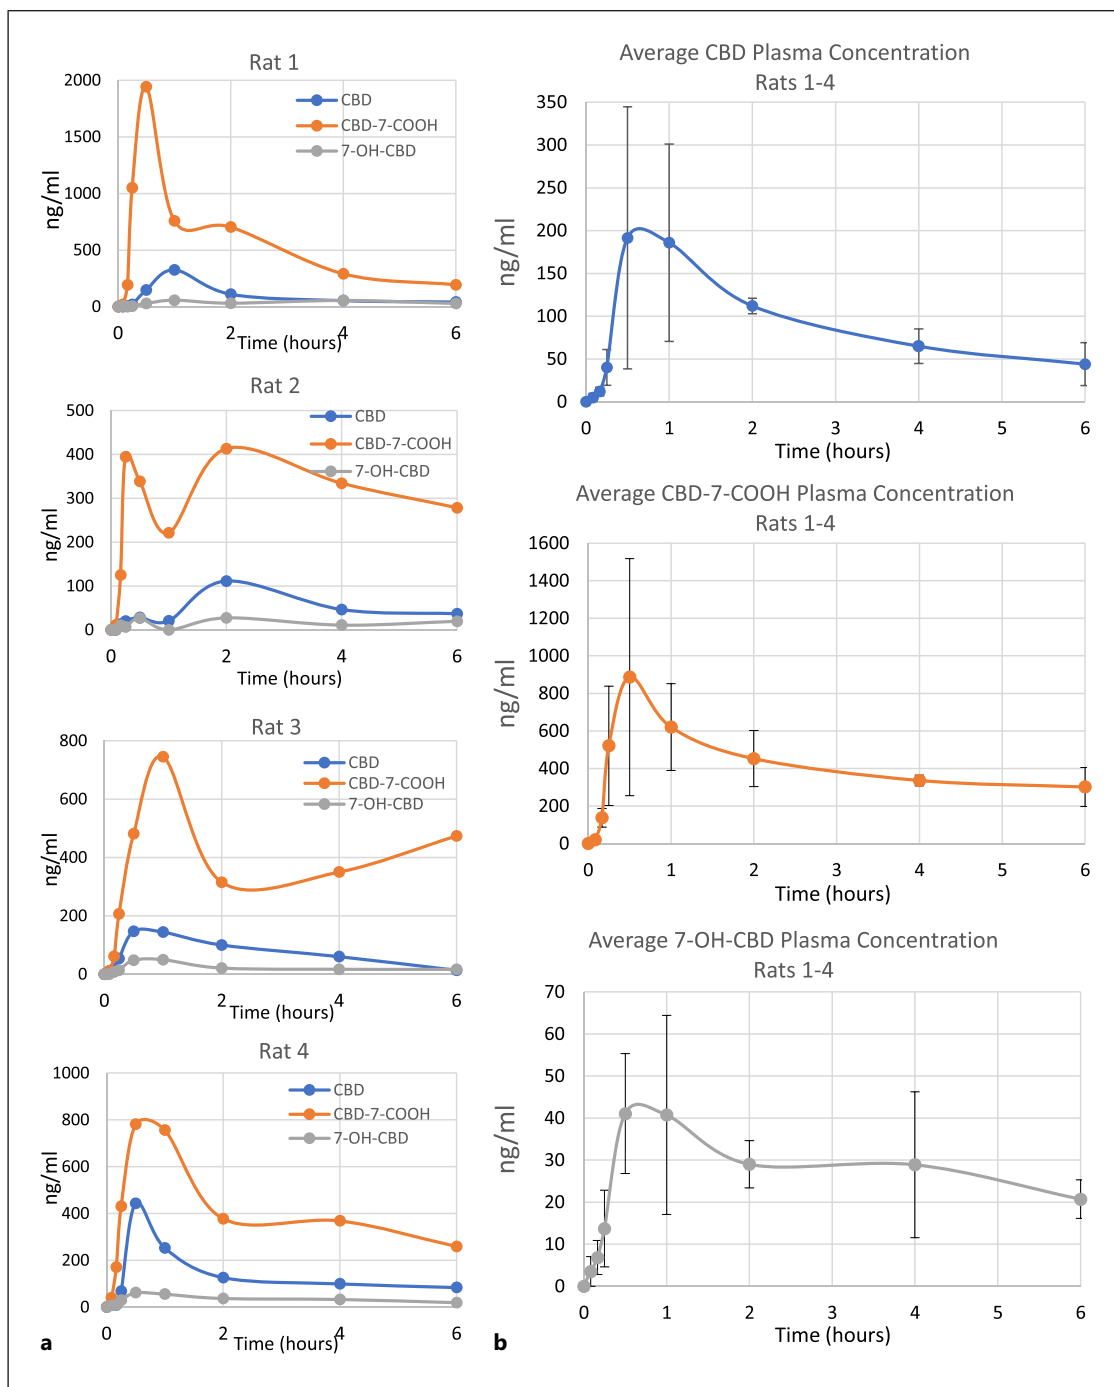 Rat 1
2000
1500
1000
500
0
ng/ml
CBD
CBD-7-COOH
7-OH-CBD
0 2 4 6
Time (hours)
Rat 2
500
400
300
200
100
0
ng/ml
CBD
CBD-7-COOH
7-OH-CBD
0 2 4 6
Time (hours)
Rat 3
800
600
400
200
0
ng/ml
CBD
CBD-7-COOH
7-OH-CBD
0 2 4 6
Time (hours)
Rat 4
1000
800
600
400
200
0
ng/ml
CBD
CBD-7-COOH
7-OH-CBD
0 2 4 6
Time (hours)
a
Average CBD Plasma Concentration
Rats 1-4
350
300
250
200
150
100
50
0
ng/ml
0 1 2 3 4 5 6
Time (hours)
Average CBD-7-COOH Plasma Concentration
Rats 1-4
1600
1400
1200
1000
800
600
400
200
0
ng/ml
0 1 2 3 4 5 6
Time (hours)
Average 7-OH-CBD Plasma Concentration
Rats 1-4
70
60
50
40
30
20
10
0
ng/ml
0 1 2 3 4 5 6
Time (hours)
b